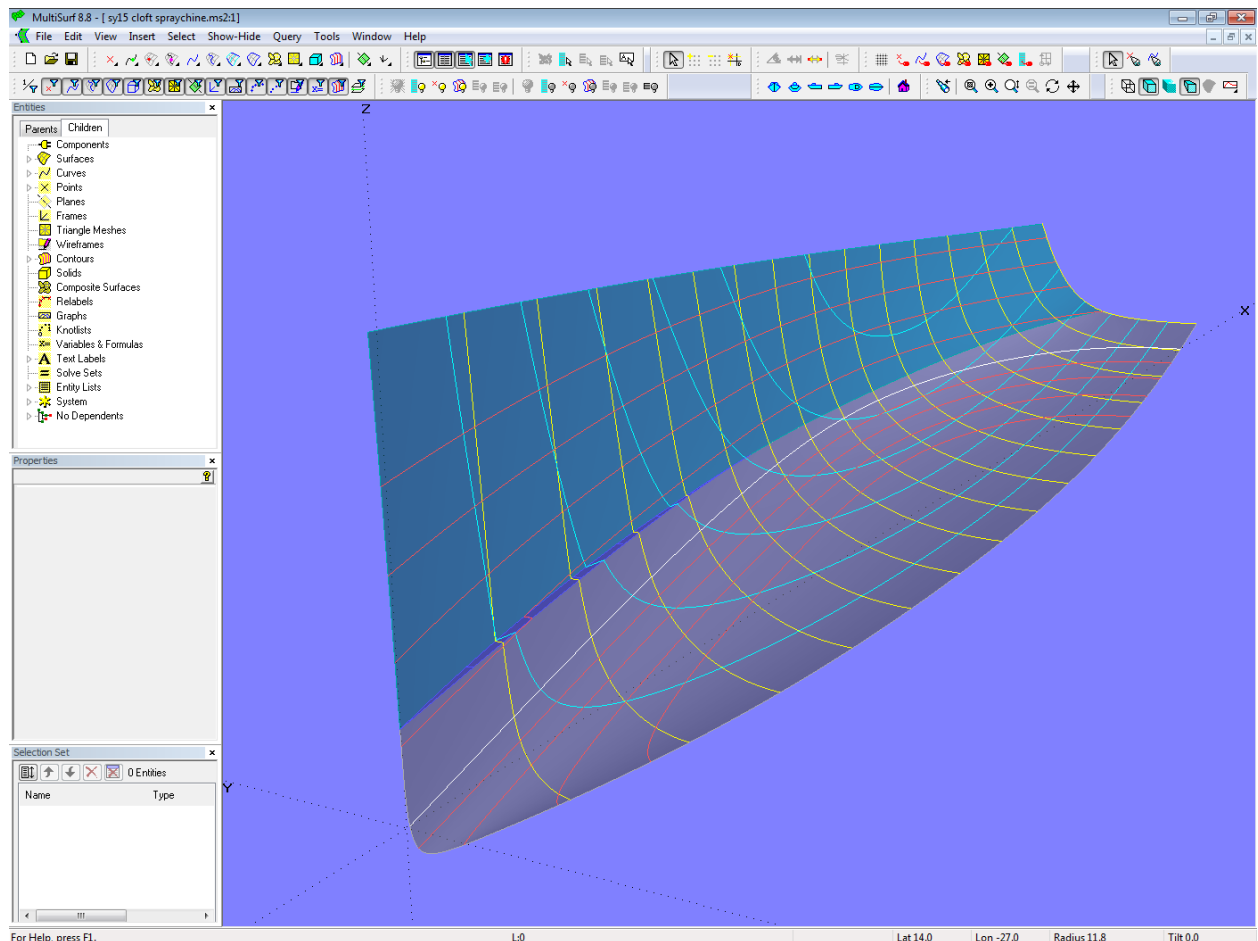 MultiSurf 8.8 - [ sy15 cloft spraychine.ms2:1]
File Edit View Insert Select Show-Hide Query Tools Window Help
Entities
Parents Children
Components
Surfaces
Curves
Points
Planes
Frames
Triangle Meshes
Wireframes
Contours
Solids
Composite Surfaces
Relabels
Graphs
Knotlists
Variables & Formulas
Text Labels
Solve Sets
Entity Lists
System
No Dependents
Properties
Selection Set
0 Entities
Name Type
Z
X
Y
For Help, press F1. L:0 Lat 14.0 Lon -27.0 Radius 11.8 Tilt 0.0